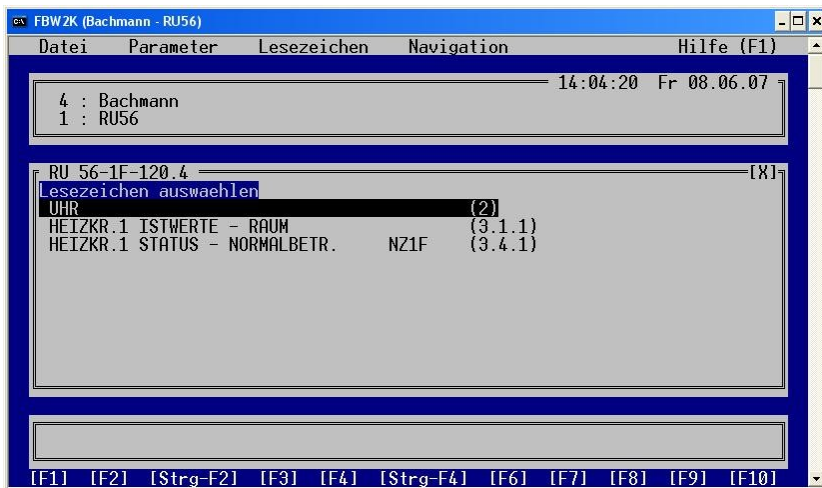 FBW2K (Bachmann - RU56)
Datei Parameter Lesezeichen Navigation Hilfe (F1)
14:04:20 Fr 08.06.07
4 : Bachmann
1 : RU56
RU 56-1F-120.4 [X]
Lesezeichen auswaehlen
UHR (2)
HEIZKR.1 ISTWERTE - RAUM (3.1.1)
HEIZKR.1 STATUS - NORMALBETR. NZ1F (3.4.1)
[F1] [F2] [Strg-F2] [F3] [F4] [Strg-F4] [F6] [F7] [F8] [F9] [F10]